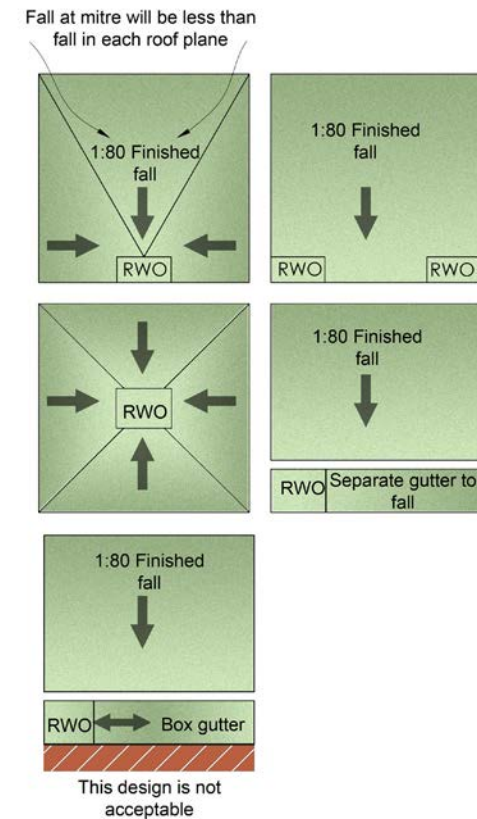 Fall at mitre will be less than
fall in each roof plane
1:80 Finished
fall
RWO
1:80 Finished
fall
RWO
RWO
RWO
1:80 Finished
fall
RWO
Separate gutter to
fall
1:80 Finished
fall
RWO
Box gutter
This design is not
acceptable